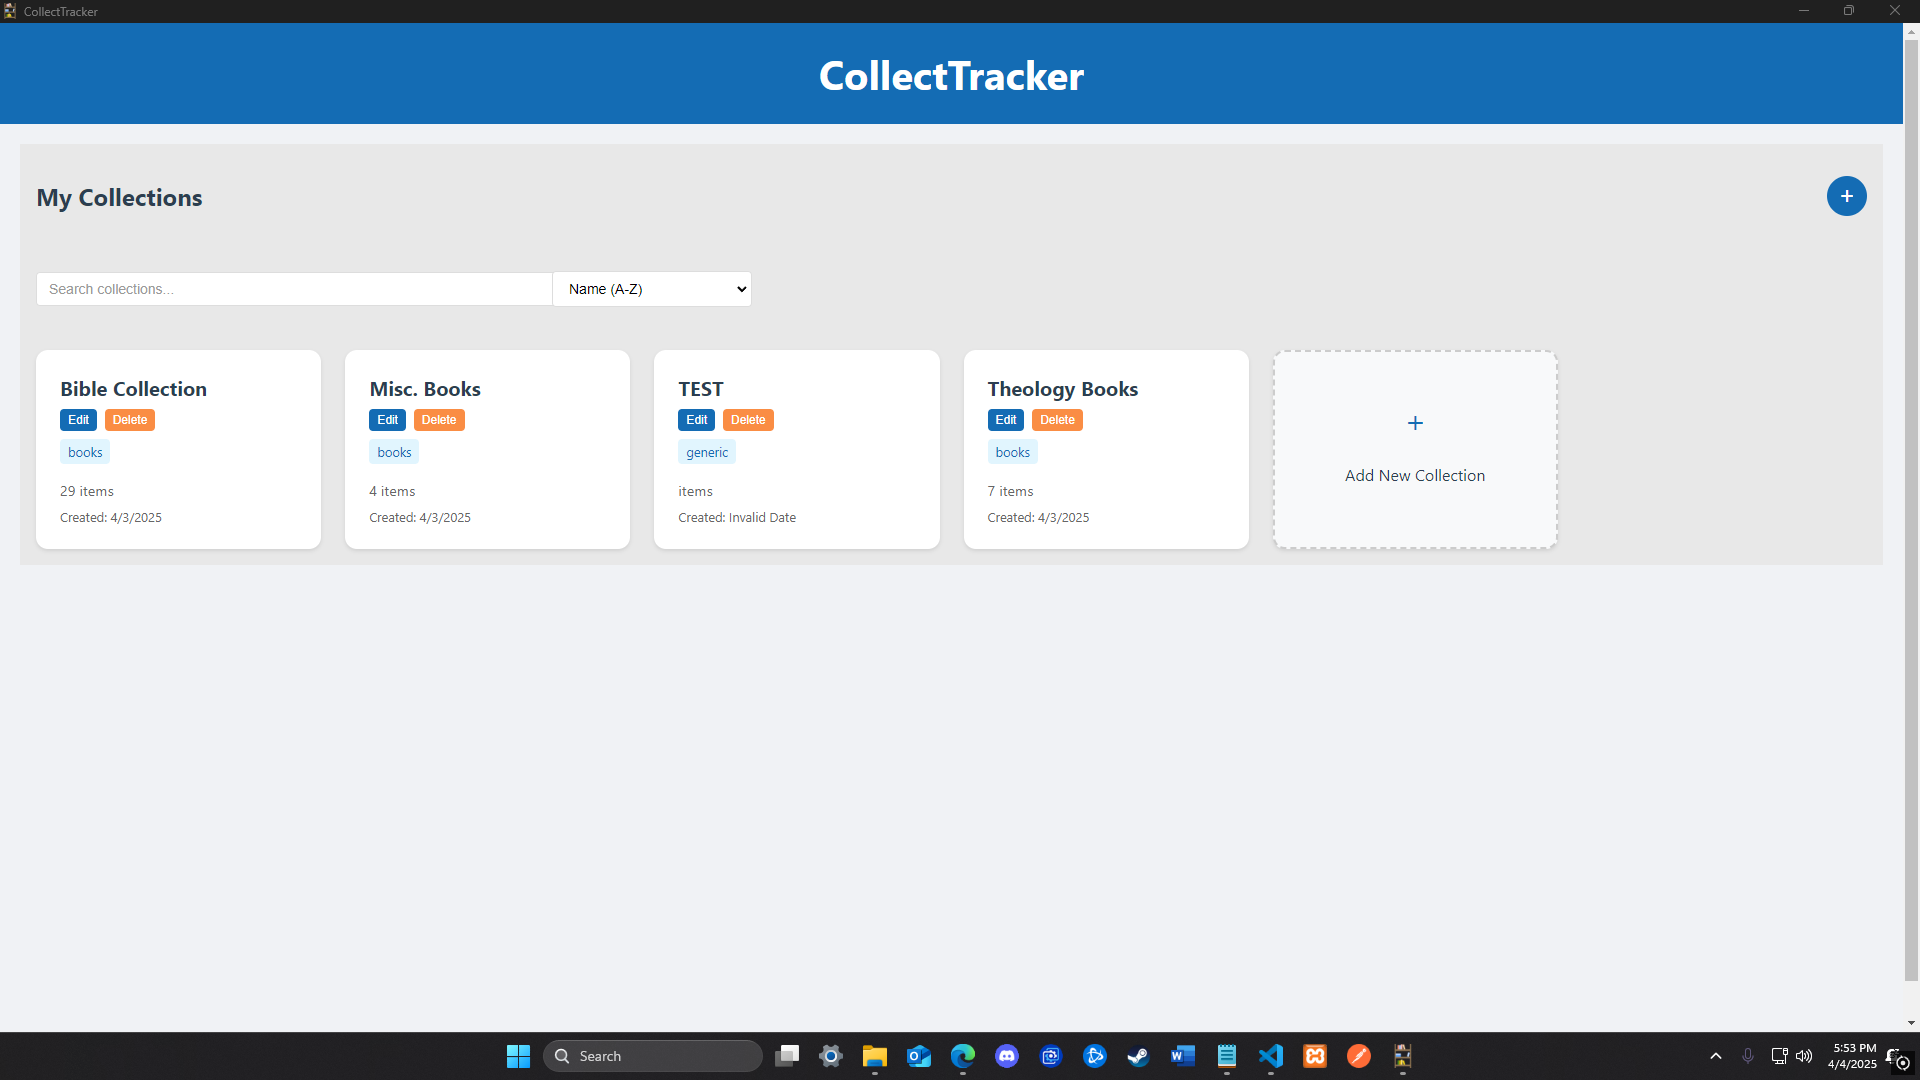 CollectTracker
CollectTracker
My Collections
+
Search collections...
Name (A-Z)
Bible Collection
Edit Delete
books
29 items
Created: 4/3/2025
Misc. Books
Edit Delete
books
4 items
Created: 4/3/2025
TEST
Edit Delete
generic
items
Created: Invalid Date
Theology Books
Edit Delete
books
7 items
Created: 4/3/2025
+
Add New Collection
Search
5:53 PM
4/4/2025